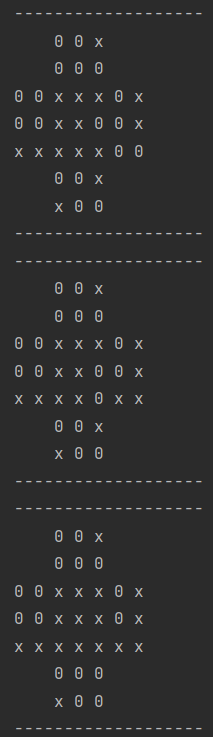 -------------------
    0 0 x
    0 0 0
0 0 x x x 0 x
0 0 x x 0 0 x
x x x x x 0 0
    0 0 x
    x 0 0
-------------------
-------------------
    0 0 x
    0 0 0
0 0 x x x 0 x
0 0 x x 0 0 x
x x x x 0 x x
    0 0 x
    x 0 0
-------------------
-------------------
    0 0 x
    0 0 0
0 0 x x x 0 x
0 0 x x x 0 x
x x x x x x x
    0 0 0
    x 0 0
-------------------